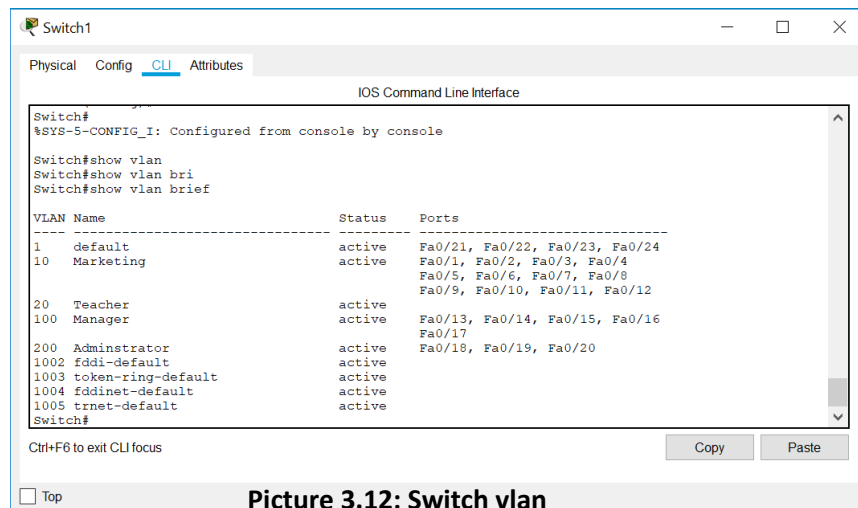 Switch1
Physical Config CLI Attributes
IOS Command Line Interface
Switch#
%SYS-5-CONFIG_I: Configured from console by console
Switch#show vlan
Switch#show vlan bri
Switch#show vlan brief
VLAN Name Status Ports
---- -------------------------------- --------- -------------------------------
1 default active Fa0/21, Fa0/22, Fa0/23, Fa0/24
10 Marketing active Fa0/1, Fa0/2, Fa0/3, Fa0/4
Fa0/5, Fa0/6, Fa0/7, Fa0/8
Fa0/9, Fa0/10, Fa0/11, Fa0/12
20 Teacher active
100 Manager active Fa0/13, Fa0/14, Fa0/15, Fa0/16
Fa0/17
200 Adminstrator active Fa0/18, Fa0/19, Fa0/20
1002 fddi-default active
1003 token-ring-default active
1004 fddinet-default active
1005 trnet-default active
Switch#
Ctrl+F6 to exit CLI focus
Copy Paste
Top
Picture 3.12: Switch vlan